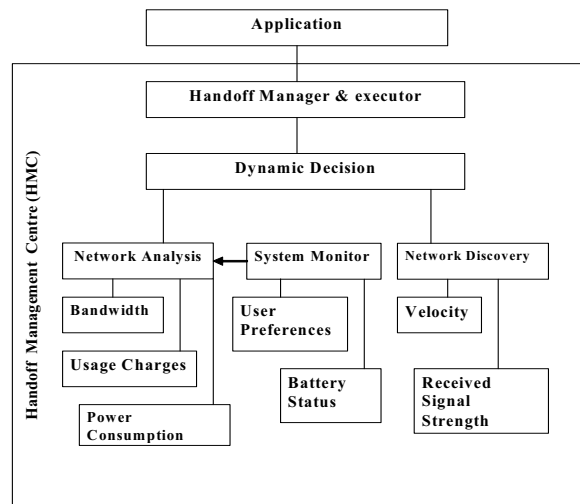 Application
Handoff Manager & executor
Dynamic Decision
Handoff Management Centre (HMC)
Network Analysis
System Monitor
Network Discovery
Bandwidth
User
Preferences
Velocity
Usage Charges
Battery
Status
Received
Signal
Strength
Power
Consumption